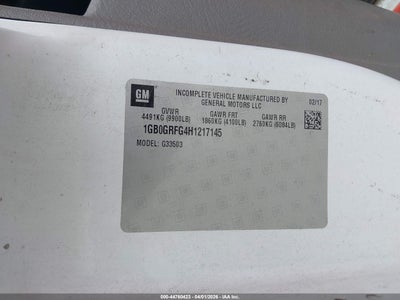 GM
INCOMPLETE VEHICLE MANUFACTURED BY
GENERAL MOTORS LLC
02/17
GVWR GAWR FRT GAWR RR
4491KG (9900LB) 1860KG (4100LB) 2760KG (6084LB)
1GB0GRFG4H1217145
MODEL: G33503
000-44760423 - 04/01/2026 - IAA Inc. ©